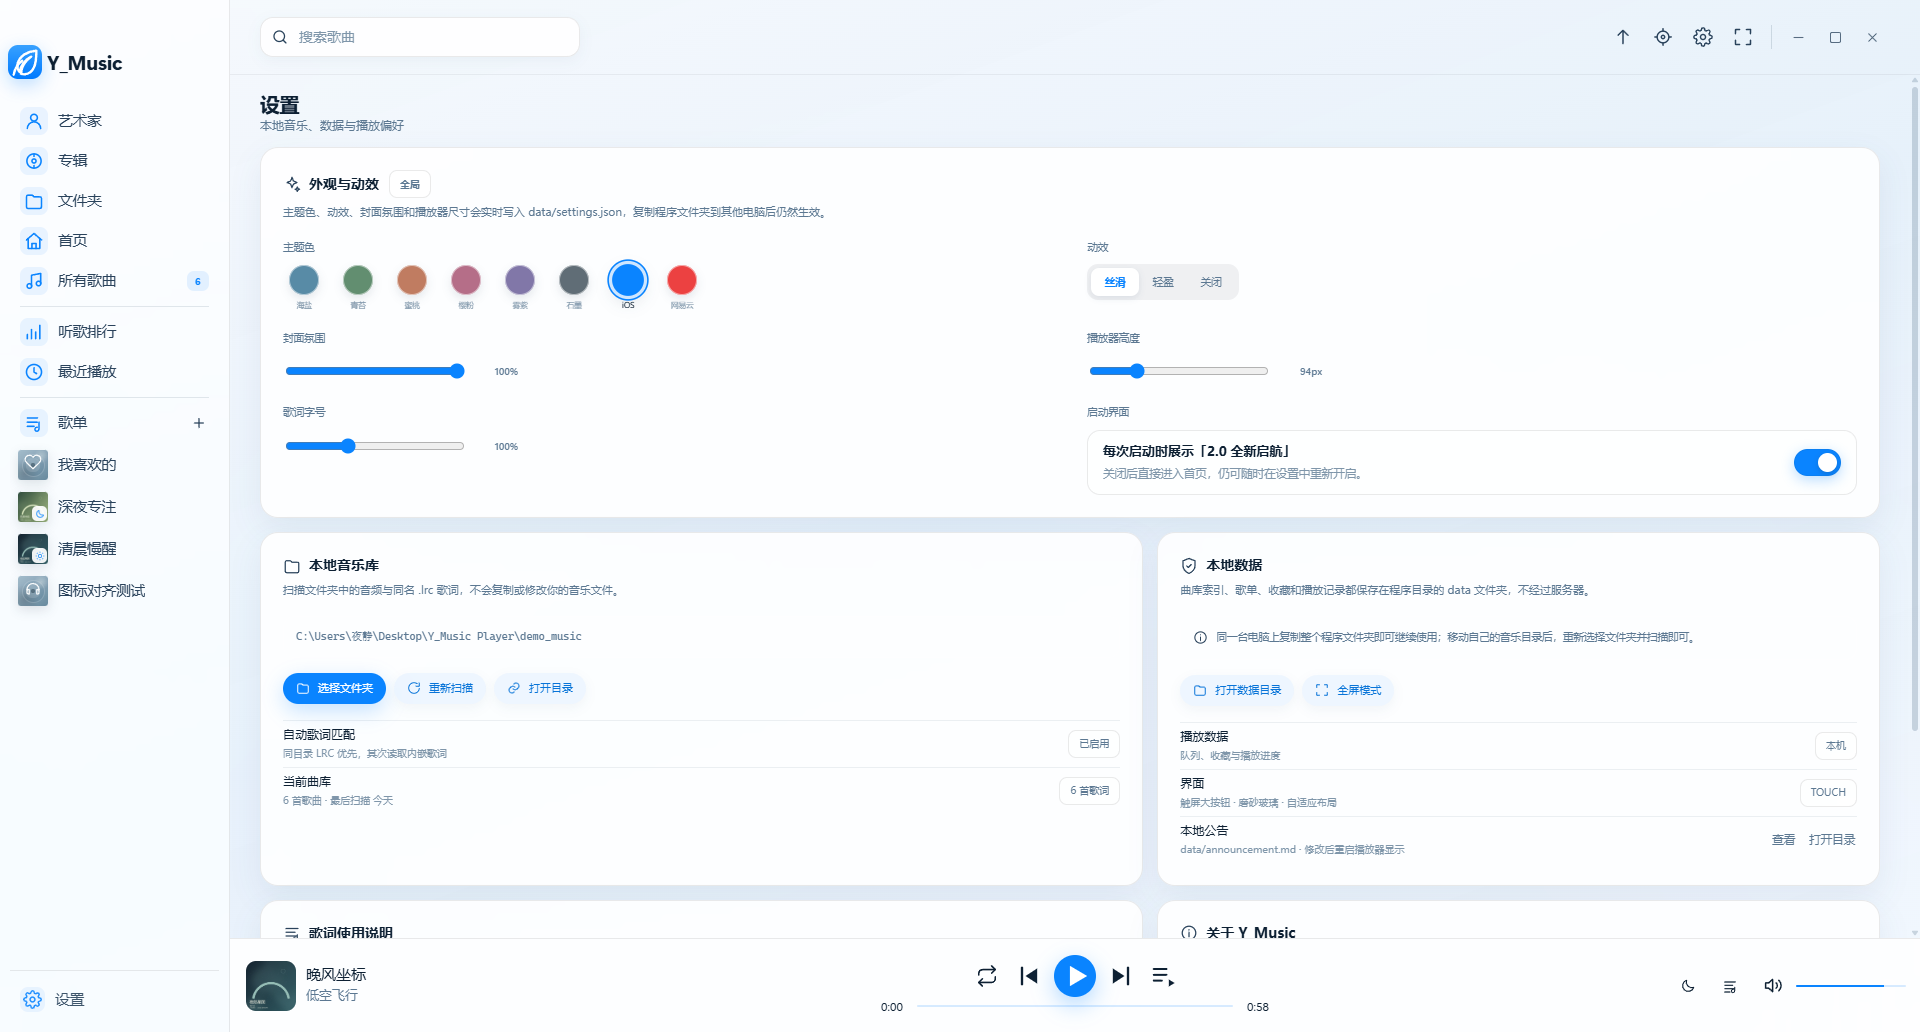 搜索歌曲
Y_Music
艺术家
专辑
文件夹
首页
所有歌曲 6
听歌排行
最近播放
歌单
我喜欢的
深夜专注
清晨慢醒
图标对齐测试
设置
设置
本地音乐、数据与播放偏好
外观与动效 全局
主题色、动效、封面氛围和播放器尺寸会实时写入 data/settings.json，复制程序文件夹到其他电脑后仍然生效。
主题色
海盐 青苔 蜜桃 樱粉 雾紫 石墨 iOS 网易云
动效
丝滑 轻盈 关闭
封面氛围
100%
播放器高度
94px
歌词字号
100%
启动界面
每次启动时展示「2.0 全新启航」
关闭后直接进入首页，仍可随时在设置中重新开启。
本地音乐库
扫描文件夹中的音频与同名 .lrc 歌词，不会复制或修改你的音乐文件。
C:\Users\夜静\Desktop\Y_Music Player\demo_music
选择文件夹 重新扫描 打开目录
自动歌词匹配
同目录 LRC 优先，其次读取内嵌歌词
已启用
当前曲库
6 首歌曲 · 最后扫描 今天
6 首歌词
本地数据
曲库索引、歌单、收藏和播放记录都保存在程序目录的 data 文件夹，不经过服务器。
同一台电脑上复制整个程序文件夹即可继续使用；移动自己的音乐目录后，重新选择文件夹并扫描即可。
打开数据目录 全屏模式
播放数据
队列、收藏与播放进度
本机
界面
触屏大按钮 · 磨砂玻璃 · 自适应布局
TOUCH
本地公告
data/announcement.md · 修改后重启播放器显示
查看 打开目录
歌词使用说明
关于 Y_Music
晚风坐标
低空飞行
0:00 0:58